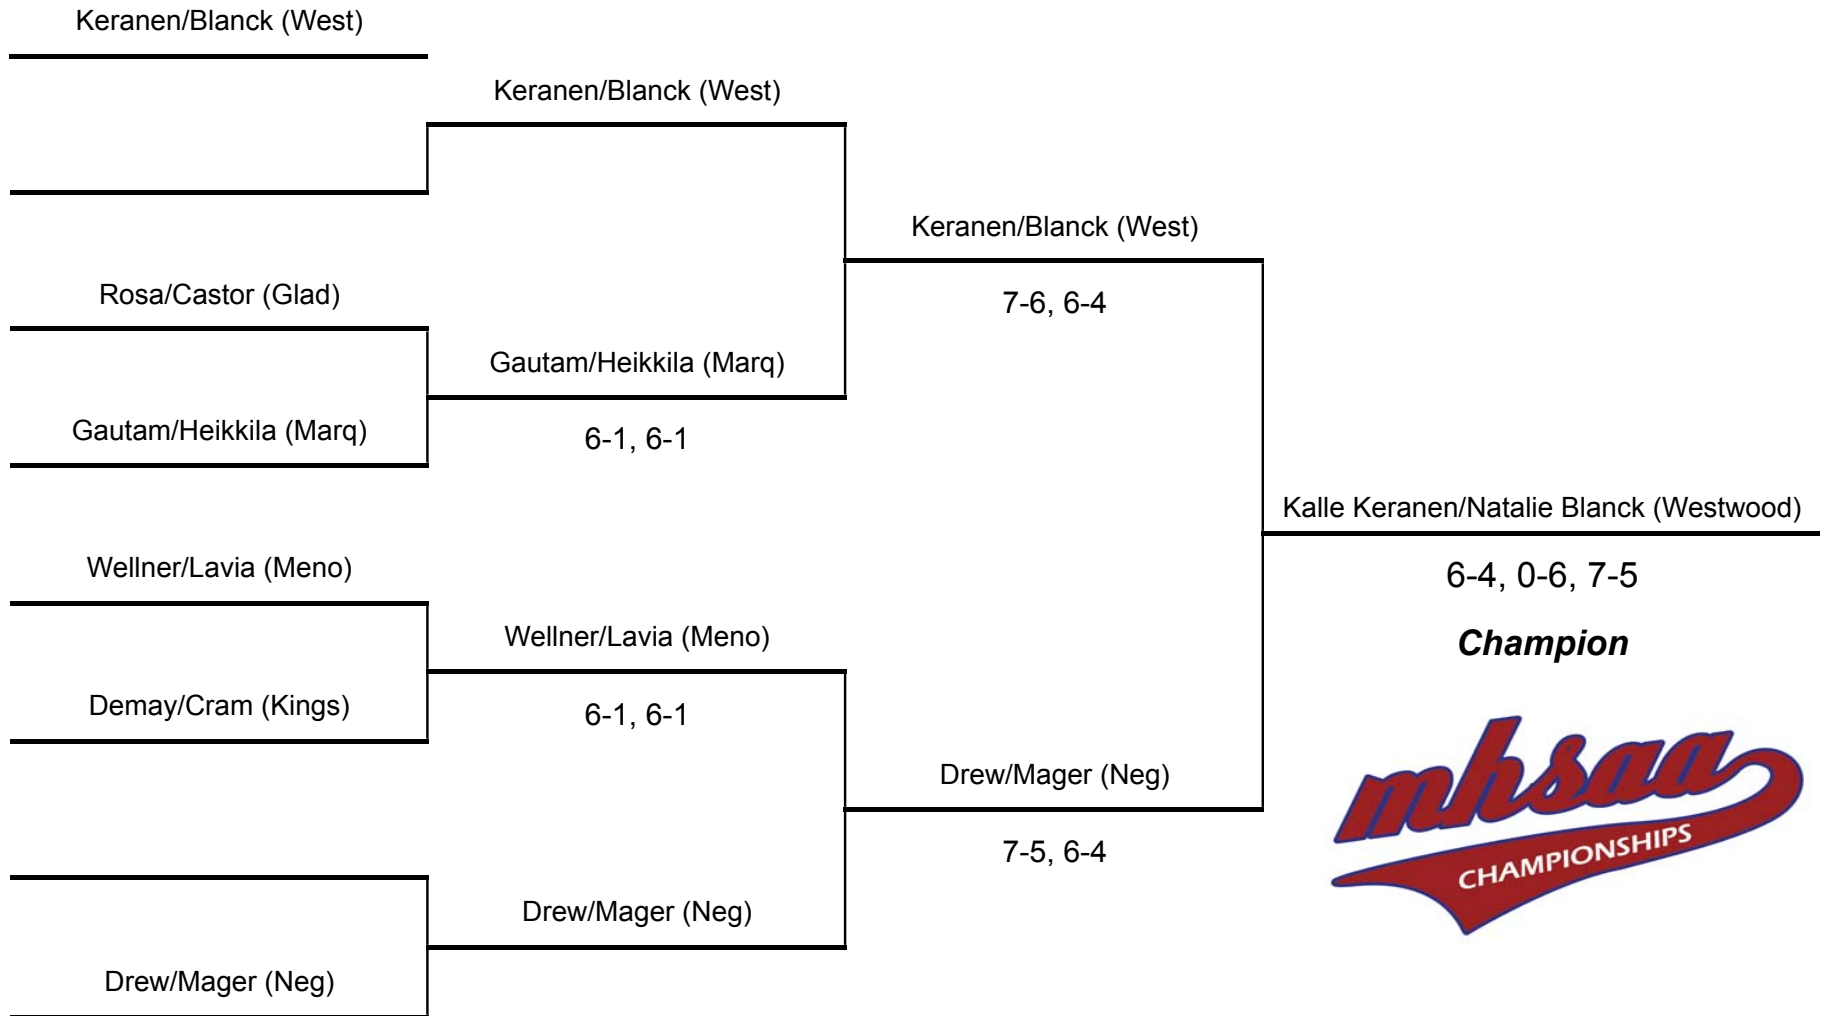 Keranen/Blanck (West)
Keranen/Blanck (West)
Keranen/Blanck (West)
Rosa/Castor (Glad)
7-6, 6-4
Gautam/Heikkila (Marq)
Gautam/Heikkila (Marq)
6-1, 6-1
Kalle Keranen/Natalie Blanck (Westwood)
Wellner/Lavia (Meno)
6-4, 0-6, 7-5
Wellner/Lavia (Meno)
Champion
Demay/Cram (Kings)
6-1, 6-1
Drew/Mager (Neg)
mhsaa
7-5, 6-4
CHAMPIONSHIPS
Drew/Mager (Neg)
Drew/Mager (Neg)